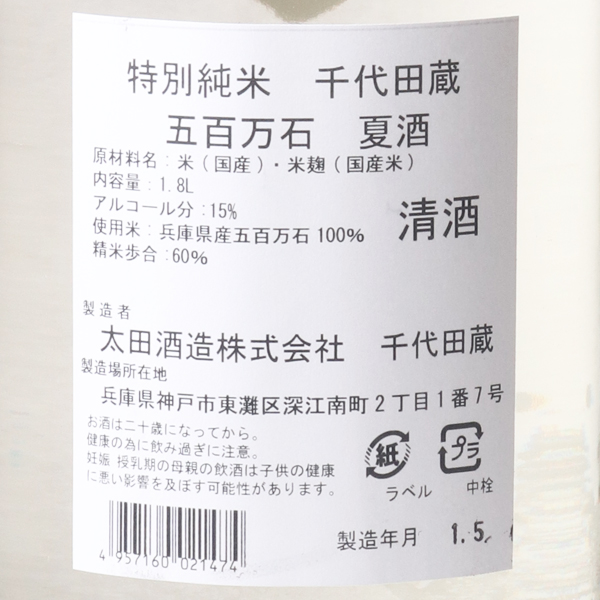 特別純米 千代田蔵
五百万石 夏酒
原材料名:米(国産)・米麹(国産米)
内容量:1.8L
アルコール分:15%
使用米:兵庫県産五百万石100%
精米歩合:60%
清酒
製造者
太田酒造株式会社 千代田蔵
製造場所在地
兵庫県神戸市東灘区深江南町2丁目1番7号
お酒は二十歳になってから。
健康の為に飲み過ぎに注意。
妊娠 授乳期の母親の飲酒は子供の健康
に悪い影響を及ぼす可能性があります。
紙
ラベル
プラ
中栓
4 957160 021474
製造年月 1.5.